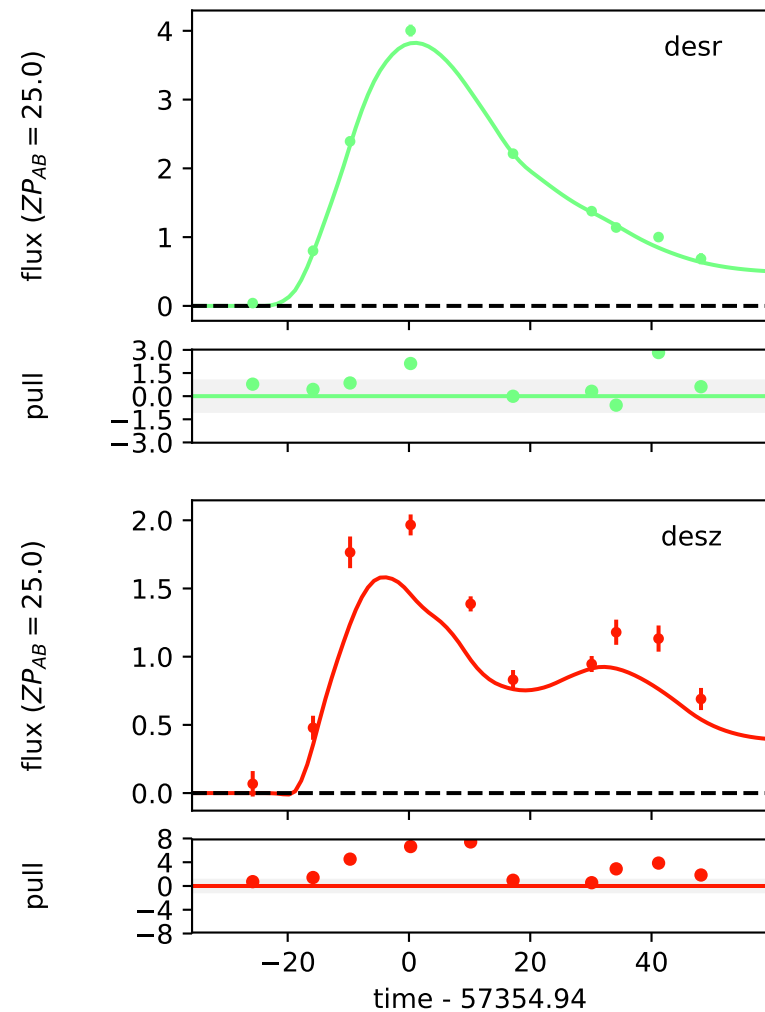 desr
flux (ZP_AB = 25.0)
4
3
2
1
0
pull
3.0
1.5
0.0
−1.5
−3.0
desz
flux (ZP_AB = 25.0)
2.0
1.5
1.0
0.5
0.0
pull
8
4
0
−4
−8
−20 0 20 40
time - 57354.94